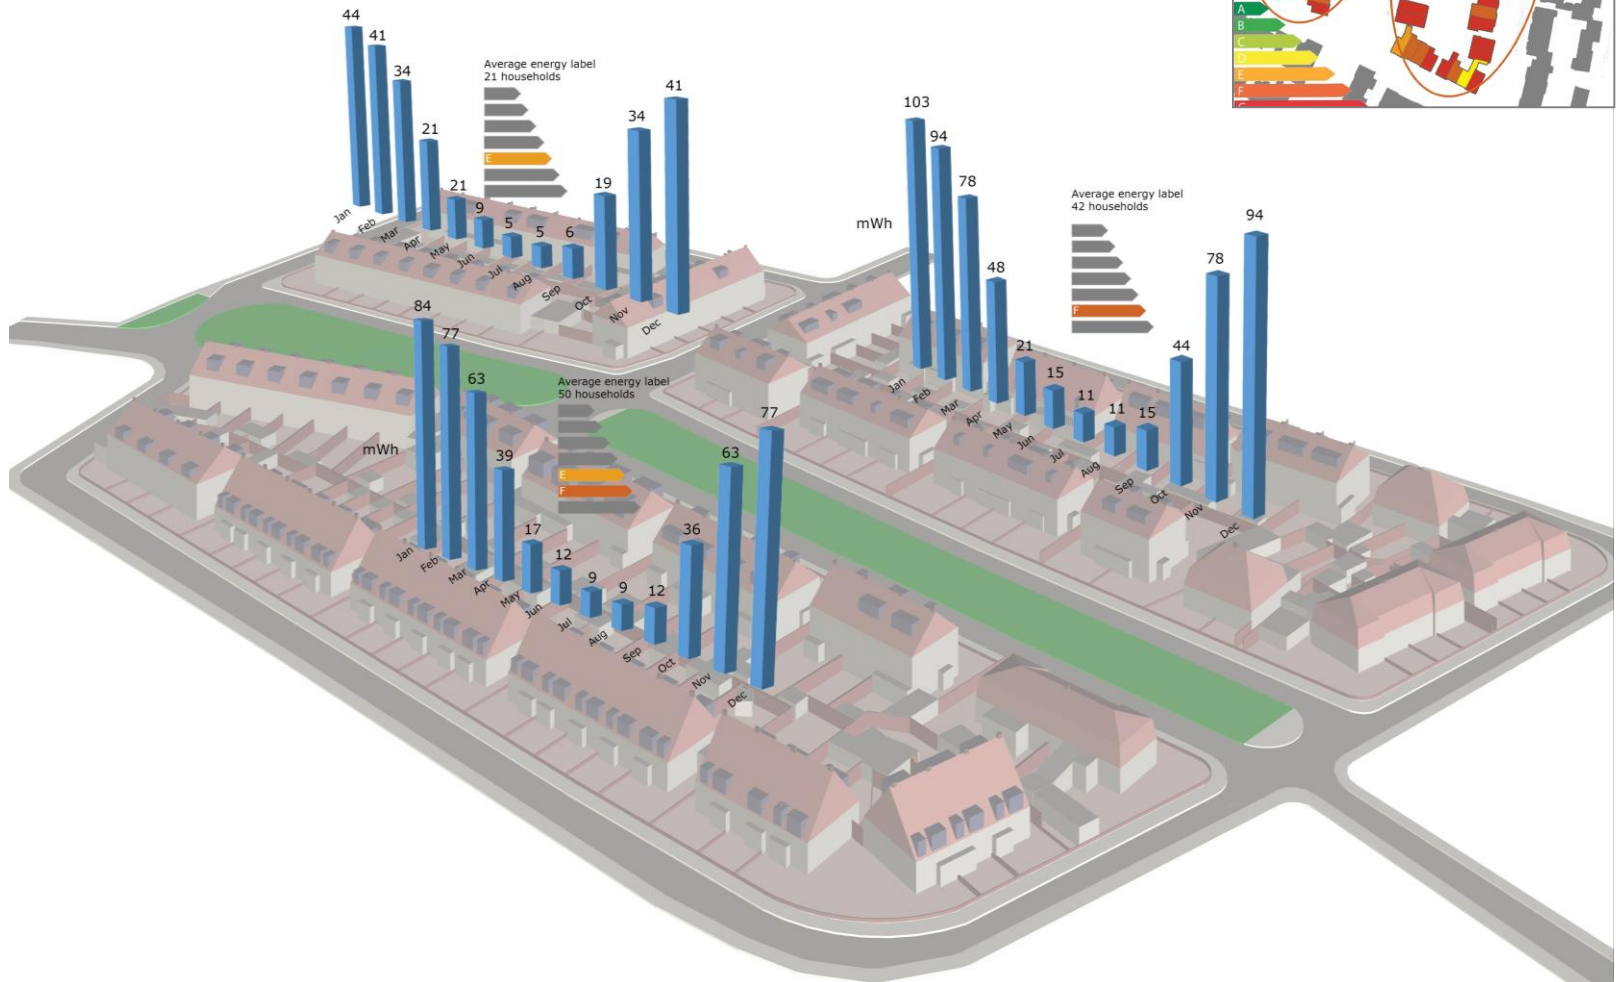 44
41
34
21
21
9
5
5
6
19
34
41
Jan
Feb
Mar
Apr
May
Jun
Jul
Aug
Sep
Oct
Nov
Dec
Average energy label
21 households
E
mWh
103
94
78
48
21
15
11
11
15
44
78
94
Jan
Feb
Mar
Apr
May
Jun
Jul
Aug
Sep
Oct
Nov
Dec
Average energy label
42 households
F
mWh
84
77
63
39
17
12
9
9
12
36
63
77
Jan
Feb
Mar
Apr
May
Jun
Jul
Aug
Sep
Oct
Nov
Dec
Average energy label
50 households
E
F
A
B
C
D
E
F